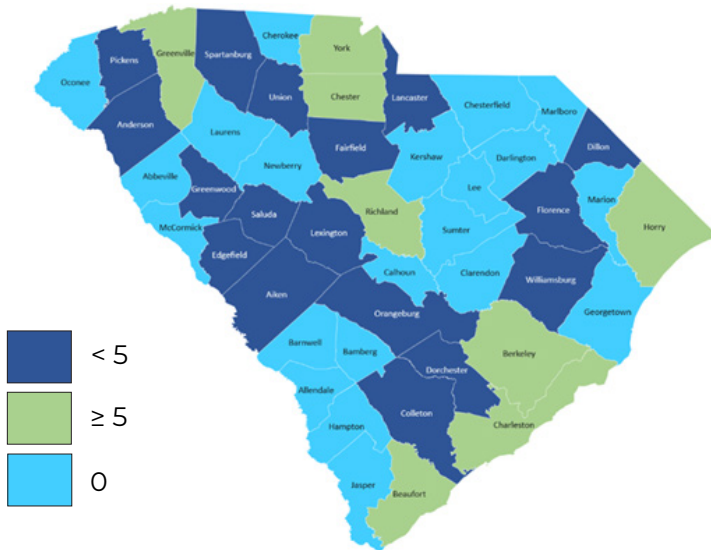 Cherokee
York
Greenville
Spartanburg
Pickens
Oconee
Union
Chester
Lancaster
Chesterfield
Marlboro
Anderson
Laurens
Fairfield
Kershaw
Darlington
Dillon
Newberry
Abbeville
Greenwood
Lee
Marion
Saluda
Richland
Florence
McCormick
Lexington
Sumter
Horry
Edgefield
Calhoun
Clarendon
Williamsburg
Aiken
Orangeburg
Georgetown
Barnwell
Bamberg
Berkeley
< 5
Dorchester
Allendale
≥ 5
Colleton
Hampton
Charleston
0
Jasper
Beaufort